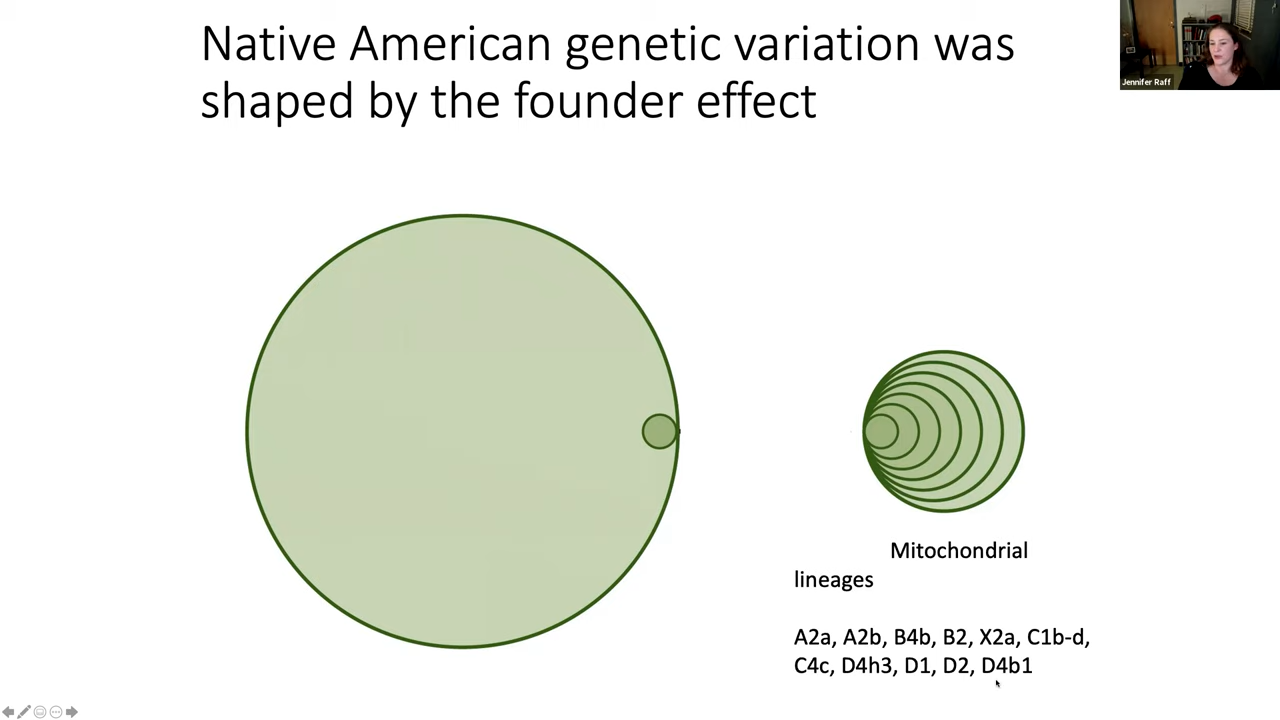 Native American genetic variation was
shaped by the founder effect
Jennifer Raff
Mitochondrial
lineages
A2a, A2b, B4b, B2, X2a, C1b-d,
C4c, D4h3, D1, D2, D4b1